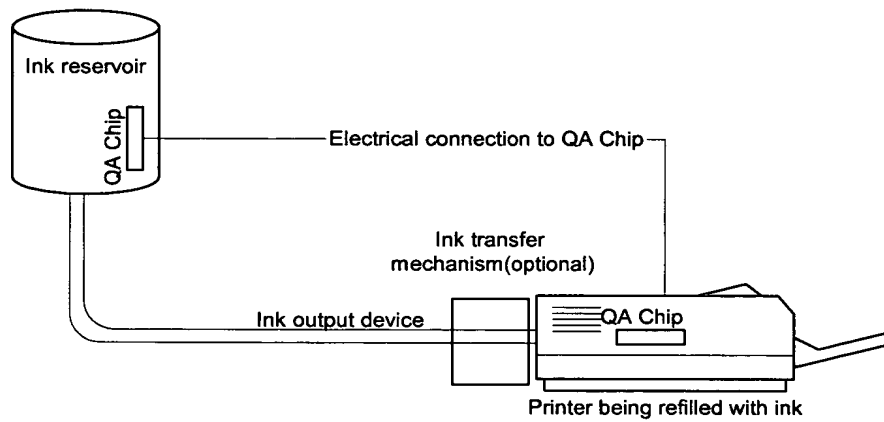 Ink reservoir
QA Chip
Electrical connection to QA Chip
Ink transfer
mechanism(optional)
Ink output device
QA Chip
Printer being refilled with ink